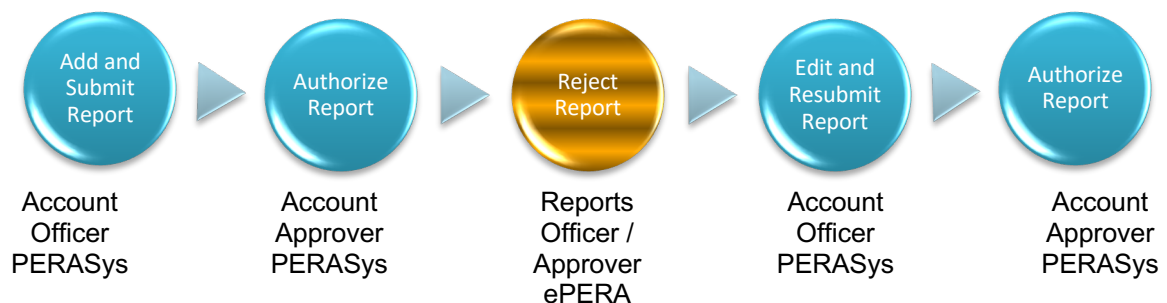 Add and
Submit
Report
Authorize
Report
Reject
Report
Edit and
Resubmit
Report
Authorize
Report
Account
Officer
PERASys
Account
Approver
PERASys
Reports
Officer /
Approver
ePERA
Account
Officer
PERASys
Account
Approver
PERASys